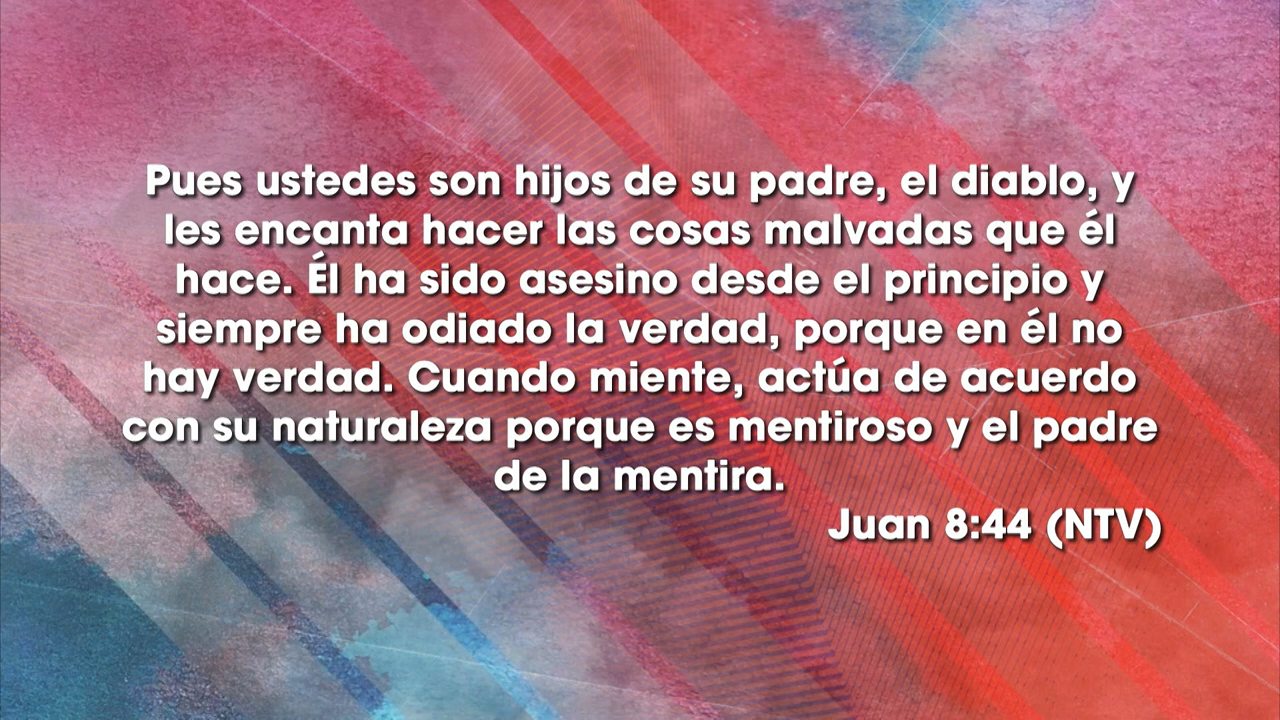 Pues ustedes son hijos de su padre, el diablo, y
les encanta hacer las cosas malvadas que él
hace. Él ha sido asesino desde el principio y
siempre ha odiado la verdad, porque en él no
hay verdad. Cuando miente, actúa de acuerdo
con su naturaleza porque es mentiroso y el padre
de la mentira.
Juan 8:44 (NTV)